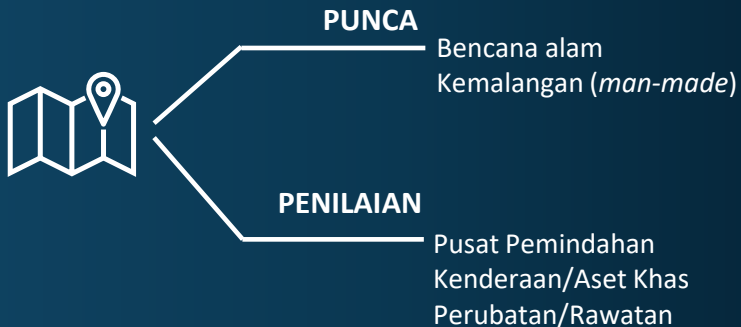 PUNCA
Bencana alam
Kemalangan (man-made)
PENILAIAN
Pusat Pemindahan
Kenderaan/Aset Khas
Perubatan/Rawatan